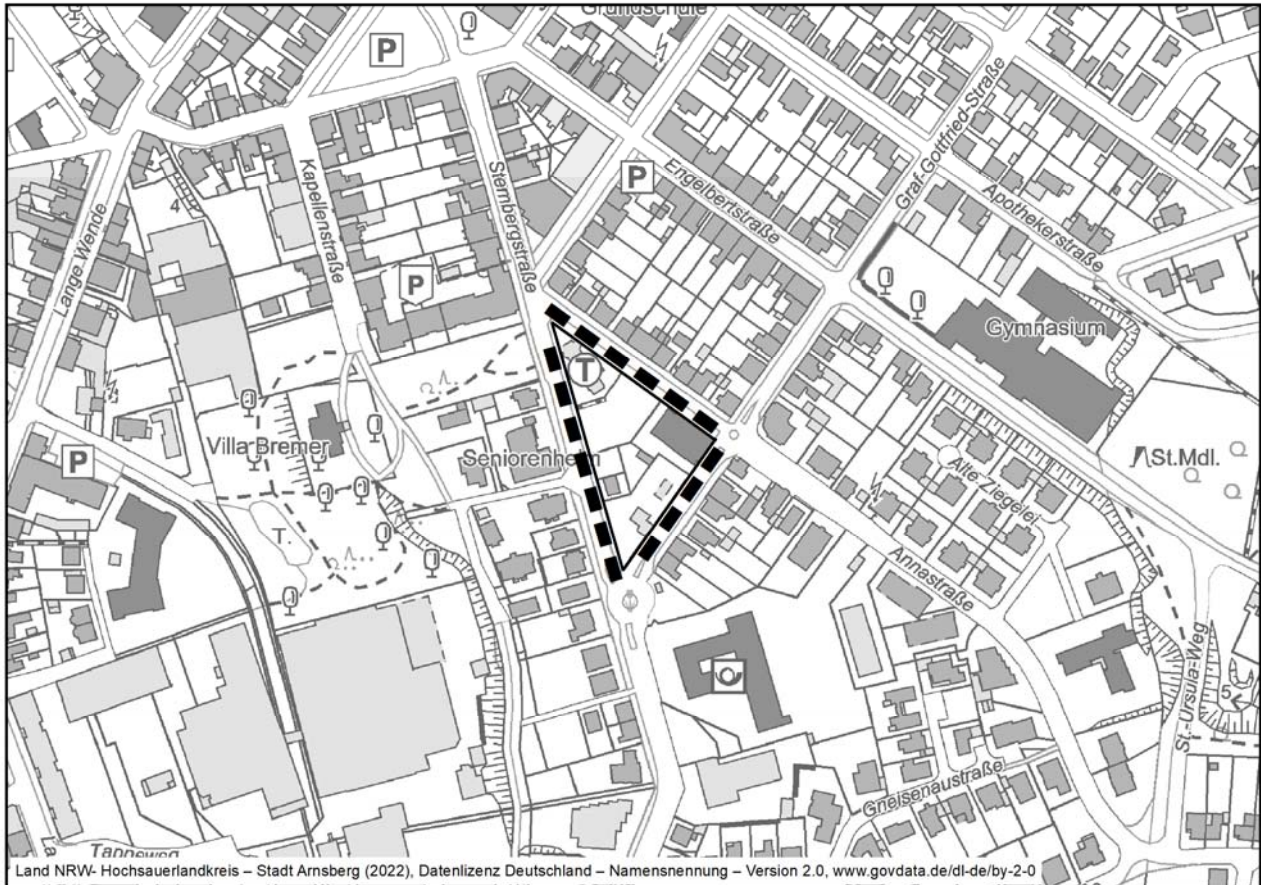 Grundschule
P
P
Graf-Gottfried-Straße
Engelbertstraße
Apothekerstraße
Kapellenstraße
Sternbergstraße
4
Lange Wende
P
Gymnasium
T
Villa Bremer
Seniorenheim
P
St.Mdl.
Alte Ziegelei
T.
Annastraße
St.-Ursula-Weg
5
Gneisenaustraße
Tappeweg
Land NRW- Hochsauerlandkreis – Stadt Arnsberg (2022), Datenlizenz Deutschland – Namensnennung – Version 2.0, www.govdata.de/dl-de/by-2-0